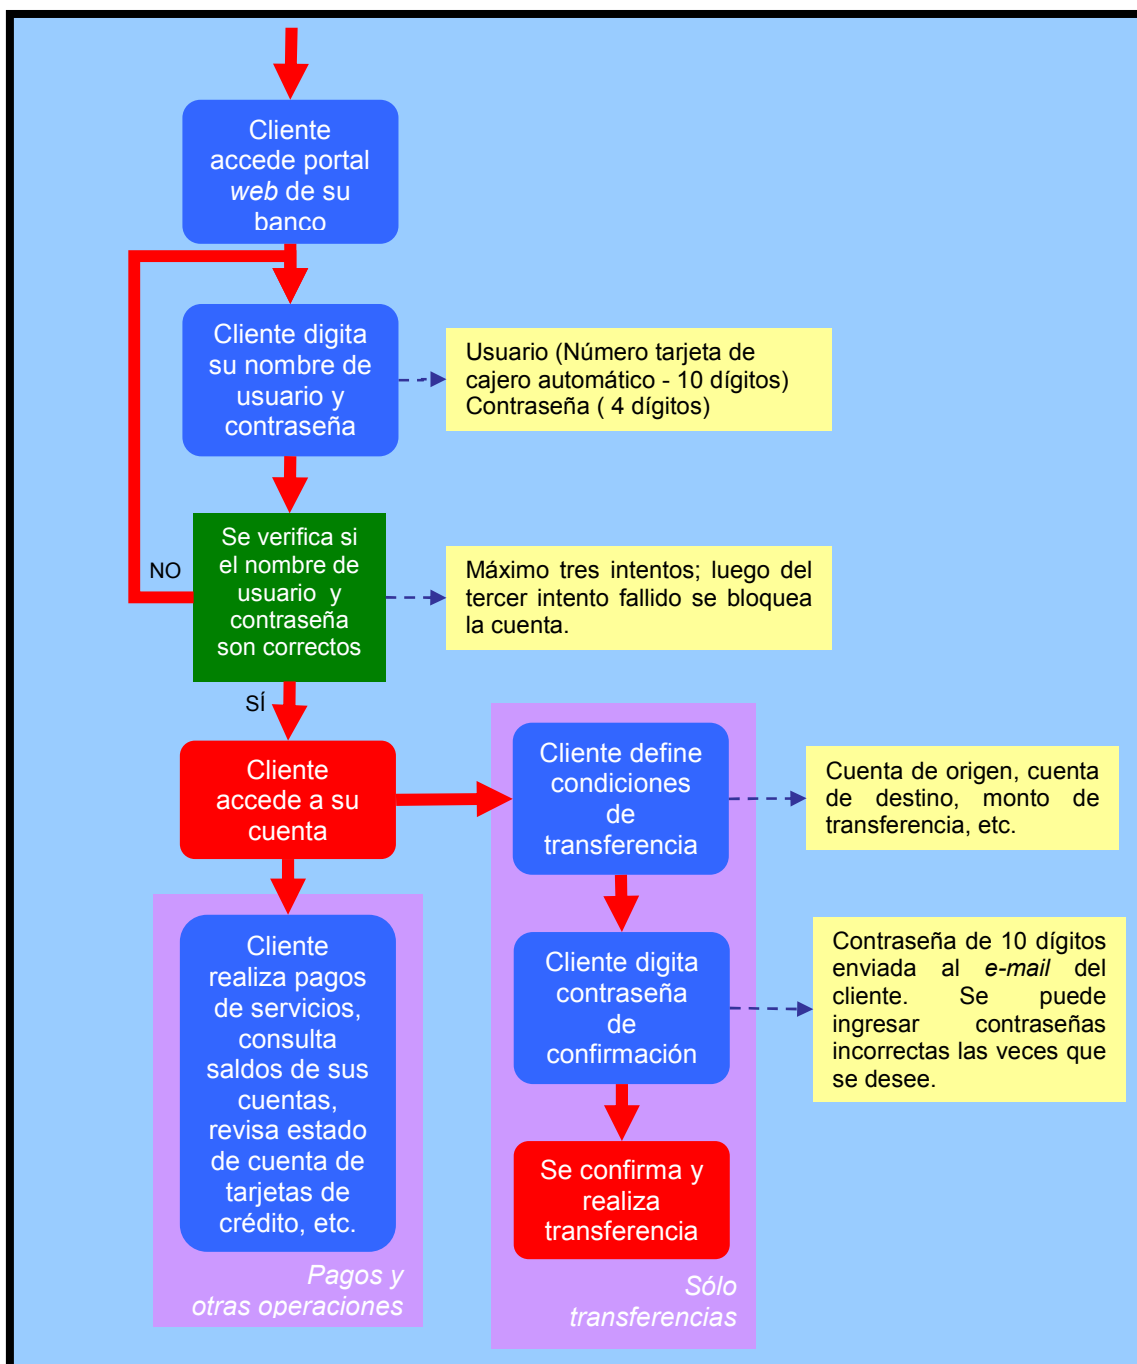 Cliente
accede portal
web de su
banco
Cliente digita
su nombre de
usuario y
contraseña
Usuario (Número tarjeta de
cajero automático - 10 dígitos)
Contraseña ( 4 dígitos)
Se verifica si
el nombre de
usuario y
contraseña
son correctos
NO
Máximo tres intentos; luego del
tercer intento fallido se bloquea
la cuenta.
SÍ
Cliente
accede a su
cuenta
Cliente define
condiciones
de
transferencia
Cuenta de origen, cuenta
de destino, monto de
transferencia, etc.
Cliente
realiza pagos
de servicios,
consulta
saldos de sus
cuentas,
revisa estado
de cuenta de
tarjetas de
crédito, etc.
Pagos y
otras operaciones
Cliente digita
contraseña
de
confirmación
Contraseña de 10 dígitos
enviada al e-mail del
cliente. Se puede
ingresar contraseñas
incorrectas las veces que
se desee.
Se confirma y
realiza
transferencia
Sólo
transferencias